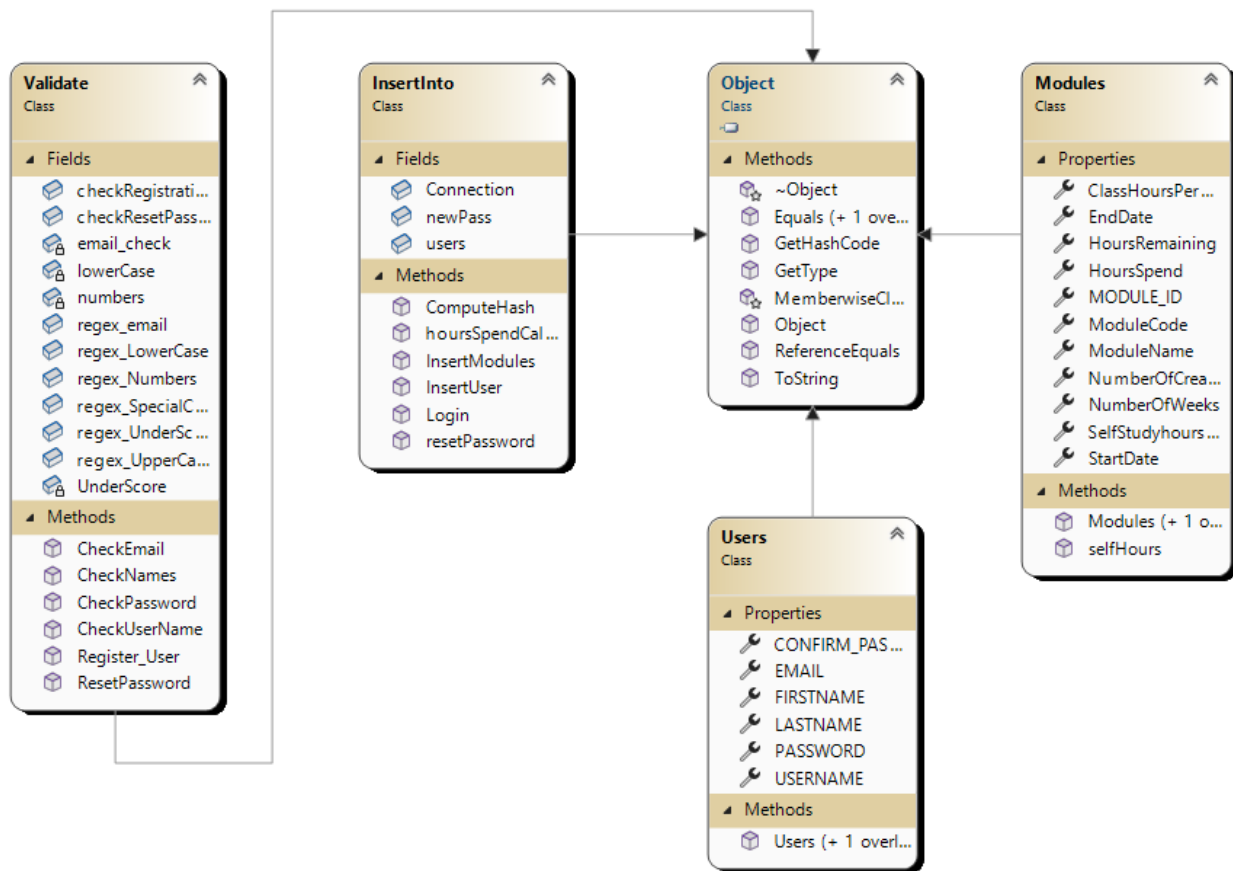 Validate
Class
Fields
checkRegistrati...
checkResetPass...
email_check
lowerCase
numbers
regex_email
regex_LowerCase
regex_Numbers
regex_SpecialC...
regex_UnderSc...
regex_UpperCa...
UnderScore
Methods
CheckEmail
CheckNames
CheckPassword
CheckUserName
Register_User
ResetPassword
InsertInto
Class
Fields
Connection
newPass
users
Methods
ComputeHash
hoursSpendCal...
InsertModules
InsertUser
Login
resetPassword
Object
Class
Methods
~Object
Equals (+ 1 ove...
GetHashCode
GetType
MemberwiseCl...
Object
ReferenceEquals
ToString
Users
Class
Properties
CONFIRM_PAS...
EMAIL
FIRSTNAME
LASTNAME
PASSWORD
USERNAME
Methods
Users (+ 1 overl...
Modules
Class
Properties
ClassHoursPer...
EndDate
HoursRemaining
HoursSpend
MODULE_ID
ModuleCode
ModuleName
NumberOfCrea...
NumberOfWeeks
SelfStudyhours...
StartDate
Methods
Modules (+ 1 o...
selfHours